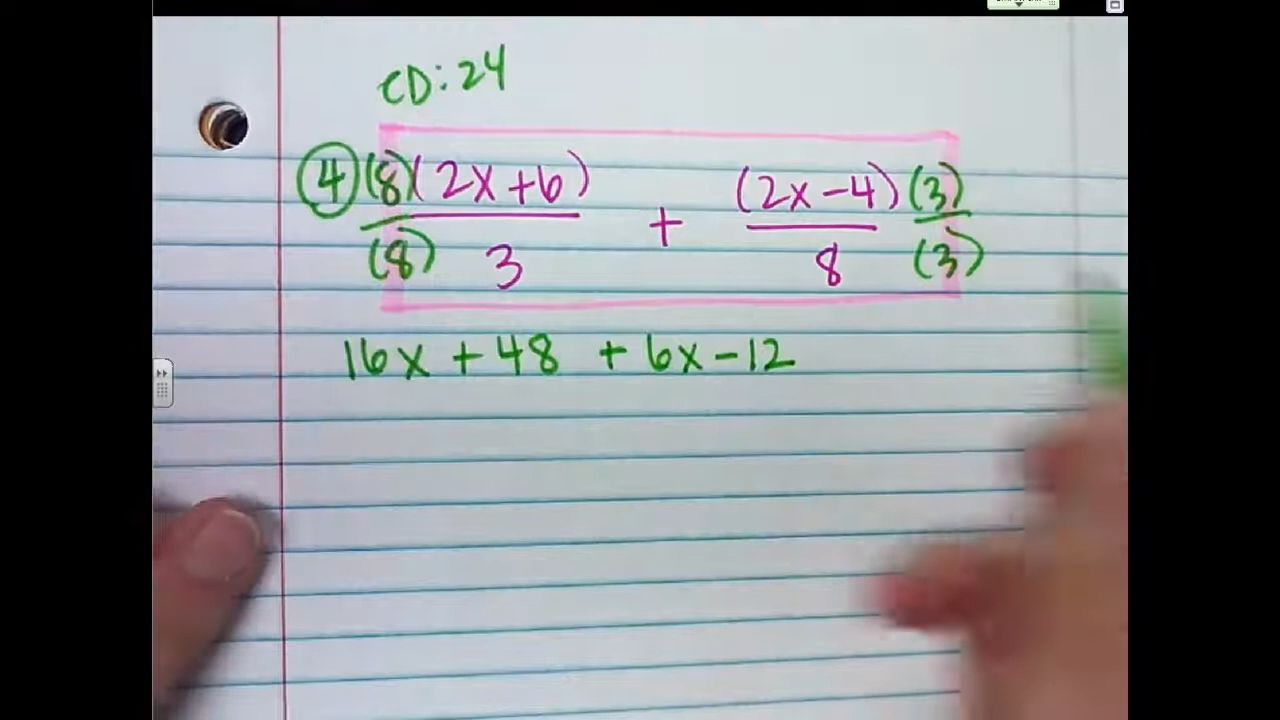 CD: 24
4 (8)(2x+6) + (2x-4)(3)
(8) 3 8 (3)
16x + 48 + 6x - 12